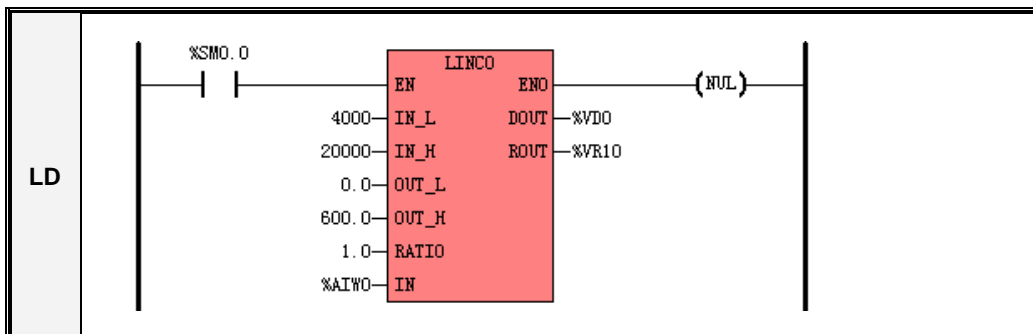 %SM0.0
LINCO
EN ENO (NUL)
4000 IN_L DOUT %VD0
20000 IN_H ROUT %VR10
LD
0.0 OUT_L
600.0 OUT_H
1.0 RATIO
%AIW0 IN